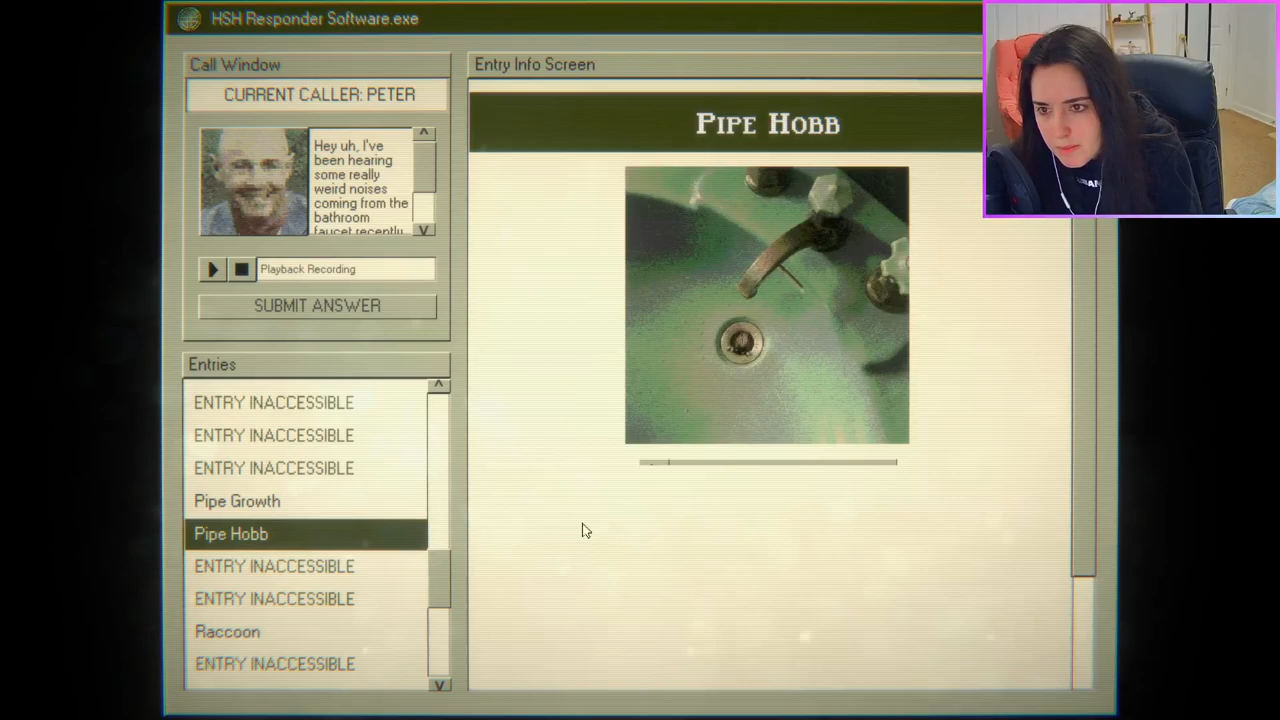 HSH Responder Software.exe
Call Window
CURRENT CALLER: PETER
Hey uh, I've
been hearing
some really
weird noises
coming from the
bathroom
faucet recently,
Playback Recording
SUBMIT ANSWER
Entries
ENTRY INACCESSIBLE
ENTRY INACCESSIBLE
ENTRY INACCESSIBLE
Pipe Growth
Pipe Hobb
ENTRY INACCESSIBLE
ENTRY INACCESSIBLE
Raccoon
ENTRY INACCESSIBLE
Entry Info Screen
PIPE HOBB